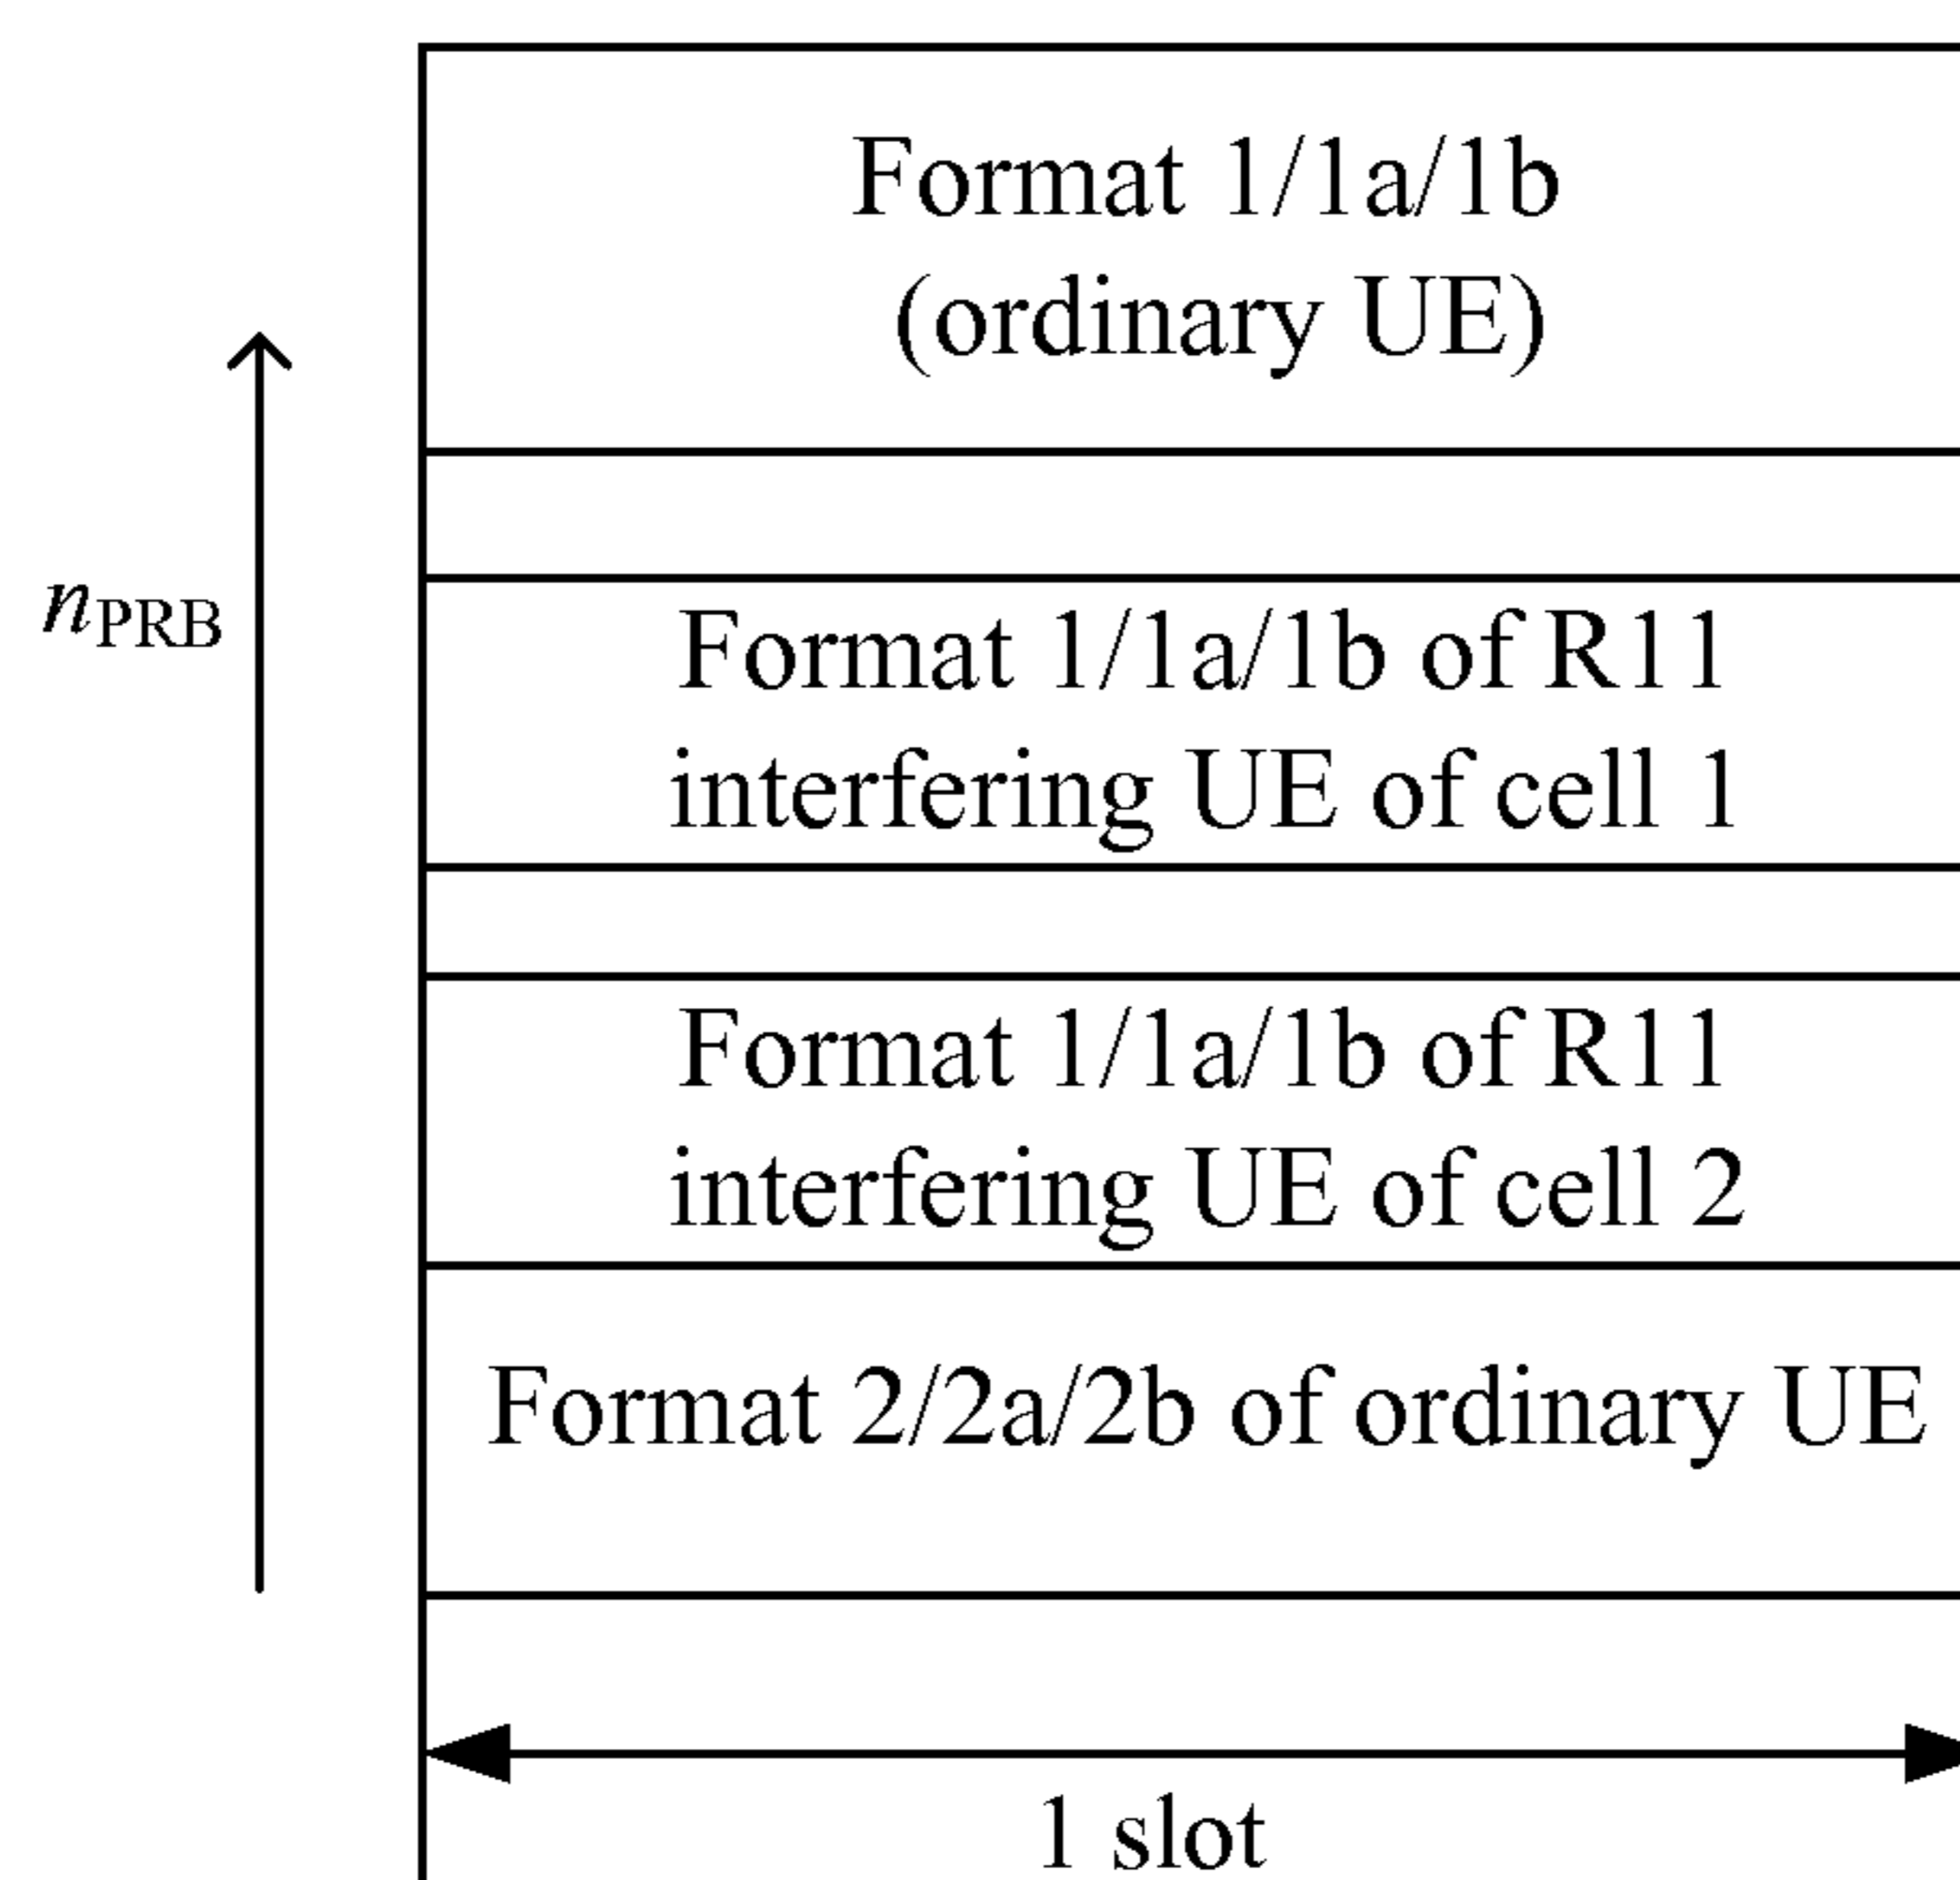 Format 1/1a/1b
(ordinary UE)
nPRB
Format 1/1a/1b of R11
interfering UE of cell 1
Format 1/1a/1b of R11
interfering UE of cell 2
Format 2/2a/2b of ordinary UE
1 slot